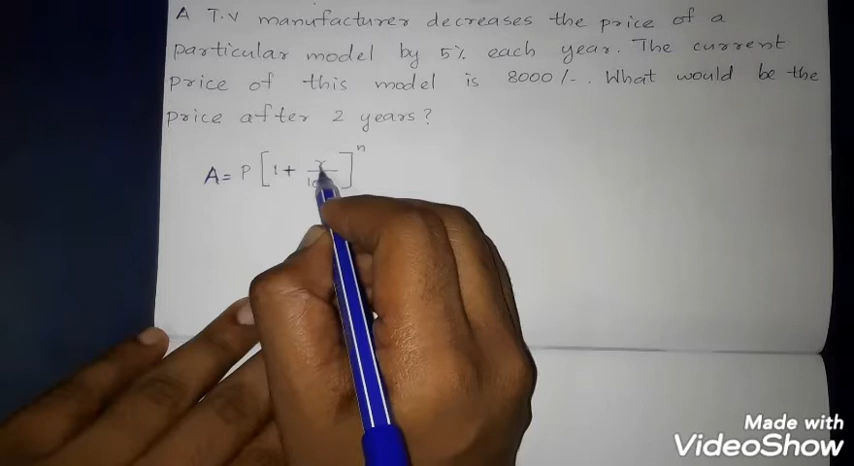 A T.V manufacturer decreases the price of a
particular model by 5% each year. The current
price of this model is 8000/-. What would be the
price after 2 years?
A = P [1 + r/
]^n
Made with
VideoShow